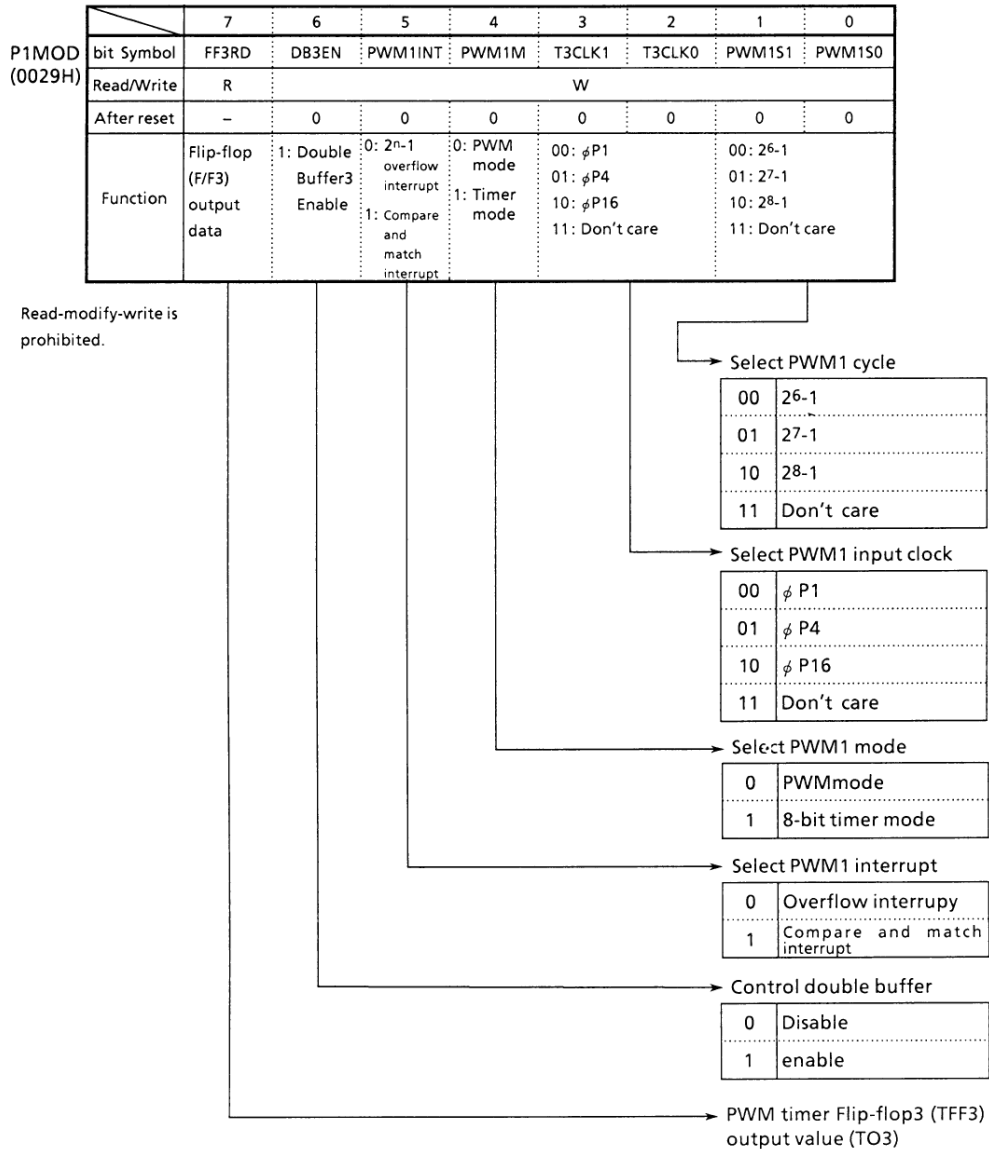 7 6 5 4 3 2 1 0
P1MOD
(0029H)
bit Symbol FF3RD DB3EN PWM1INT PWM1M T3CLK1 T3CLK0 PWM1S1 PWM1S0
Read/Write R W
After reset – 0 0 0 0 0 0 0
Function
Flip-flop
(F/F3)
output
data
1: Double
Buffer3
Enable
0: 2n-1
overflow
interrupt
1: Compare
and
match
interrupt
0: PWM
mode
1: Timer
mode
00: ϕP1
01: ϕP4
10: ϕP16
11: Don't care
00: 26-1
01: 27-1
10: 28-1
11: Don't care
Read-modify-write is
prohibited.
Select PWM1 cycle
00 26-1
01 27-1
10 28-1
11 Don't care
Select PWM1 input clock
00 ϕ P1
01 ϕ P4
10 ϕ P16
11 Don't care
Select PWM1 mode
0 PWMmode
1 8-bit timer mode
Select PWM1 interrupt
0 Overflow interrupy
1 Compare and match
interrupt
Control double buffer
0 Disable
1 enable
PWM timer Flip-flop3 (TFF3)
output value (TO3)